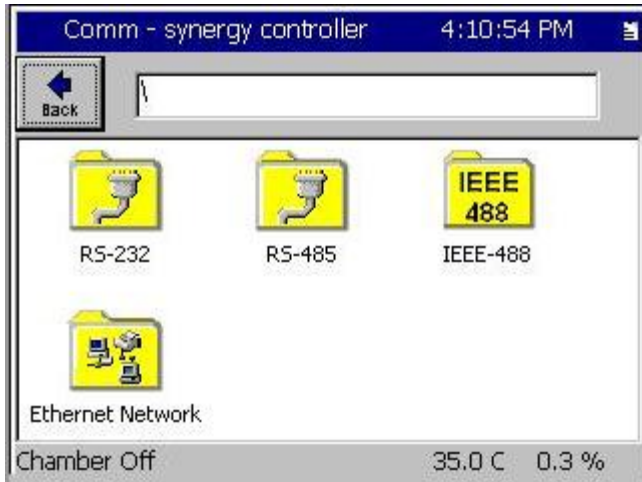 Comm - synergy controller 4:10:54 PM
Back
\
IEEE
488
RS-232 RS-485 IEEE-488
Ethernet Network
Chamber Off 35.0 C 0.3 %